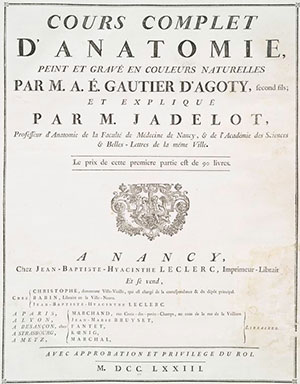 COURS COMPLET
D'ANATOMIE,
PEINT ET GRAVÉ EN COULEURS NATURELLES
PAR M. A. É. GAUTIER D'AGOTY, second fils;
ET EXPLIQUÉ
PAR M. JADELOT,
Professeur d'Anatomie de la Faculté de Médecine de Nancy, & de l'Académie des Sciences
& Belles-Lettres de la même Ville.
Le prix de cette premiere partie est de 90 livres.
A NANCY,
Chez JEAN-BAPTISTE-HYACINTHE LECLERC, Imprimeur-Librair
Et se vend,
CHRISTOPHE, Ville-Vieille, qui est chargé de la correspondance & du dépôt principal
CHEZ BABIN, Libraire en la Ville-Neuve.
JEAN-BAPTISTE-HYACINTHE LECLERC.
A PARIS, MARCHAND,
A LYON, JEAN-MARIE BRUYSET,
A BESANÇON, chez FANTET, LIBRAIRES.
A STRASBOURG, KŒNIG,
A METZ, MARCHAL,
AVEC APPROBATION ET PRIVILEGE DU ROI.
M. DCC. LXXIII.